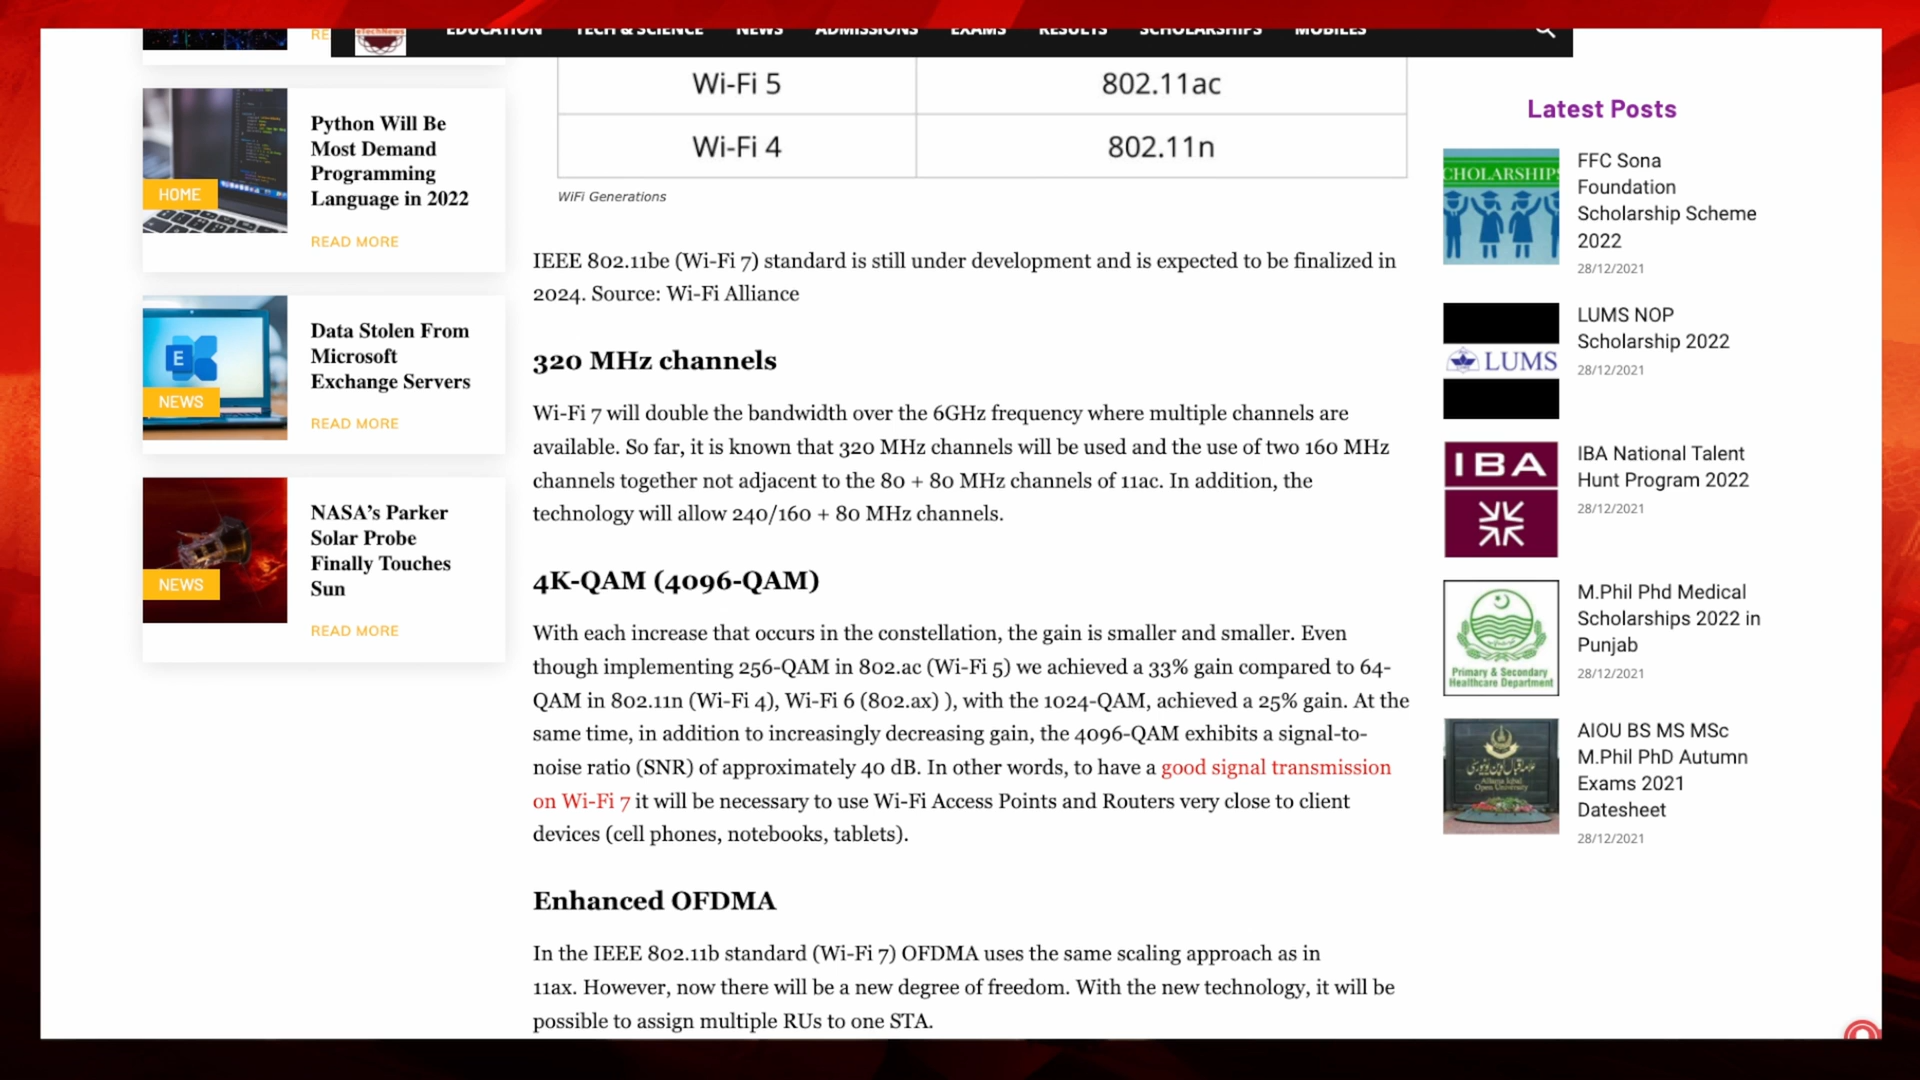 EDUCATION TECH & SCIENCE NEWS ADMISSIONS EXAMS RESULTS SCHOLARSHIPS MOBILES
eTechNews
RE
HOME
Python Will Be
Most Demand
Programming
Language in 2022
READ MORE
NEWS
Data Stolen From
Microsoft
Exchange Servers
READ MORE
NEWS
NASA’s Parker
Solar Probe
Finally Touches
Sun
READ MORE
Wi-Fi 5 802.11ac
Wi-Fi 4 802.11n
WiFi Generations
IEEE 802.11be (Wi-Fi 7) standard is still under development and is expected to be finalized in
2024. Source: Wi-Fi Alliance
320 MHz channels
Wi-Fi 7 will double the bandwidth over the 6GHz frequency where multiple channels are
available. So far, it is known that 320 MHz channels will be used and the use of two 160 MHz
channels together not adjacent to the 80 + 80 MHz channels of 11ac. In addition, the
technology will allow 240/160 + 80 MHz channels.
4K-QAM (4096-QAM)
With each increase that occurs in the constellation, the gain is smaller and smaller. Even
though implementing 256-QAM in 802.ac (Wi-Fi 5) we achieved a 33% gain compared to 64-
QAM in 802.11n (Wi-Fi 4), Wi-Fi 6 (802.ax) ), with the 1024-QAM, achieved a 25% gain. At the
same time, in addition to increasingly decreasing gain, the 4096-QAM exhibits a signal-to-
noise ratio (SNR) of approximately 40 dB. In other words, to have a good signal transmission
on Wi-Fi 7 it will be necessary to use Wi-Fi Access Points and Routers very close to client
devices (cell phones, notebooks, tablets).
Enhanced OFDMA
In the IEEE 802.11b standard (Wi-Fi 7) OFDMA uses the same scaling approach as in
11ax. However, now there will be a new degree of freedom. With the new technology, it will be
possible to assign multiple RUs to one STA.
Latest Posts
CHOLARSHIPS
FFC Sona
Foundation
Scholarship Scheme
2022
28/12/2021
LUMS
LUMS NOP
Scholarship 2022
28/12/2021
IBA
IBA National Talent
Hunt Program 2022
28/12/2021
Primary & Secondary
Healthcare Department
M.Phil Phd Medical
Scholarships 2022 in
Punjab
28/12/2021
Allama Iqbal
Open University
AIOU BS MS MSc
M.Phil PhD Autumn
Exams 2021
Datesheet
28/12/2021